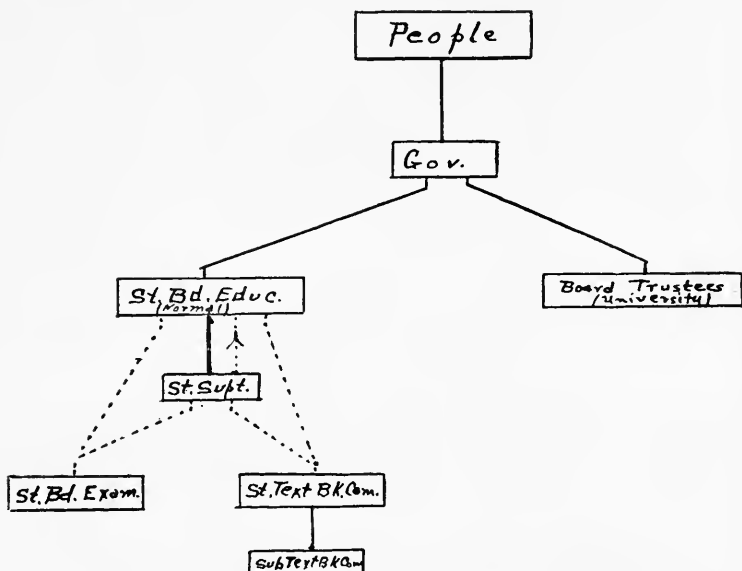 People
Gov.
St. Bd. Educ.
(Normal)
Board Trustees
(University)
St. Supt.
St. Bd. Exam.
St. Text Bk. Com.
Sub Text Bk Com